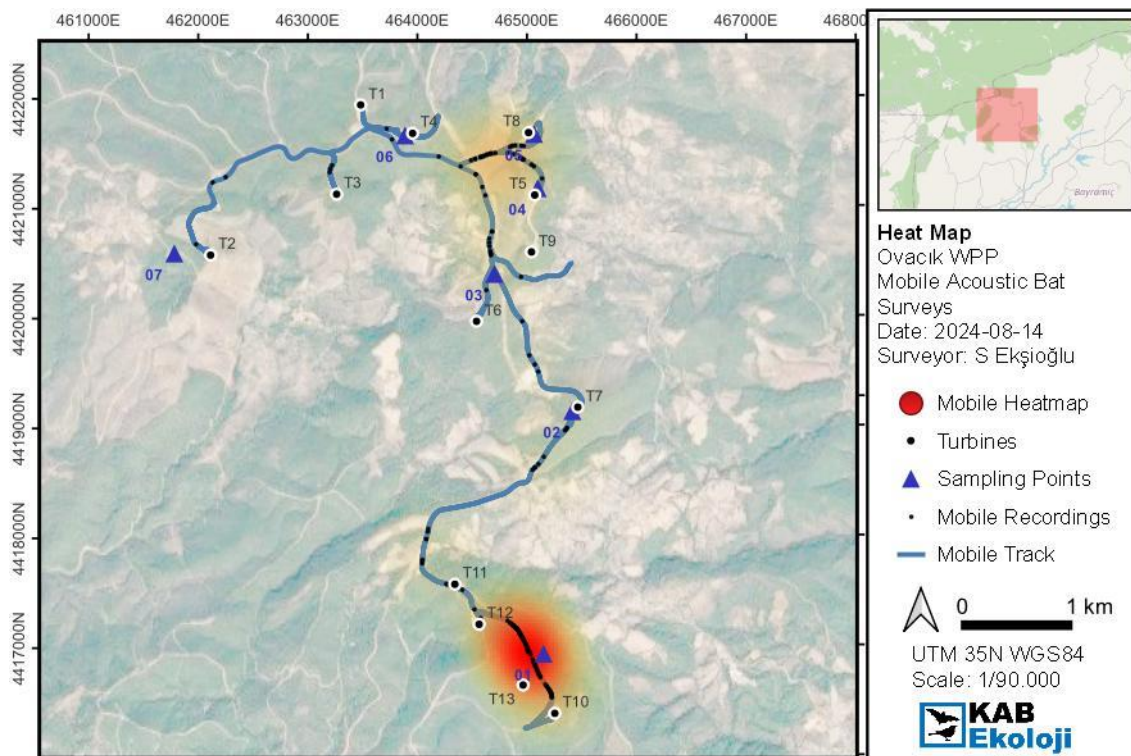 461000E 462000E 463000E 464000E 465000E 466000E 467000E 46800
4422000N
4421000N
4420000N
4419000N
4418000N
4417000N
T1
T4
T8
06
05
T3
T5
04
T2
T9
07
03
T6
T7
02
T11
T12
01
T13
T10
Bayramiç
Heat Map
Ovacık WPP
Mobile Acoustic Bat
Surveys
Date: 2024-08-14
Surveyor: S Ekşioğlu
Mobile Heatmap
Turbines
Sampling Points
Mobile Recordings
Mobile Track
0 1 km
UTM 35N WGS84
Scale: 1/90.000
KAB
Ekoloji